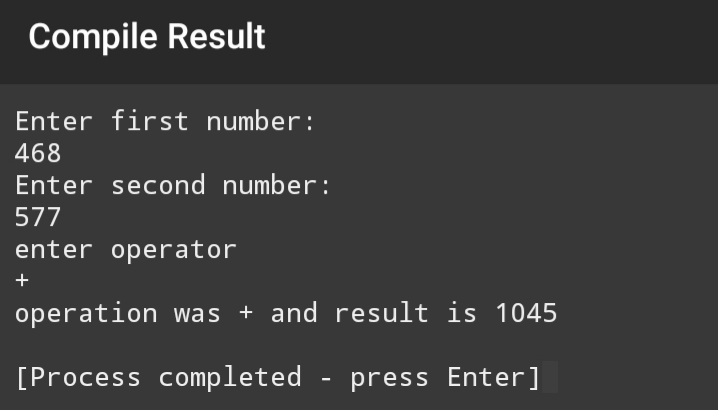 Compile Result
Enter first number:
468
Enter second number:
577
enter operator
+
operation was + and result is 1045
[Process completed - press Enter]